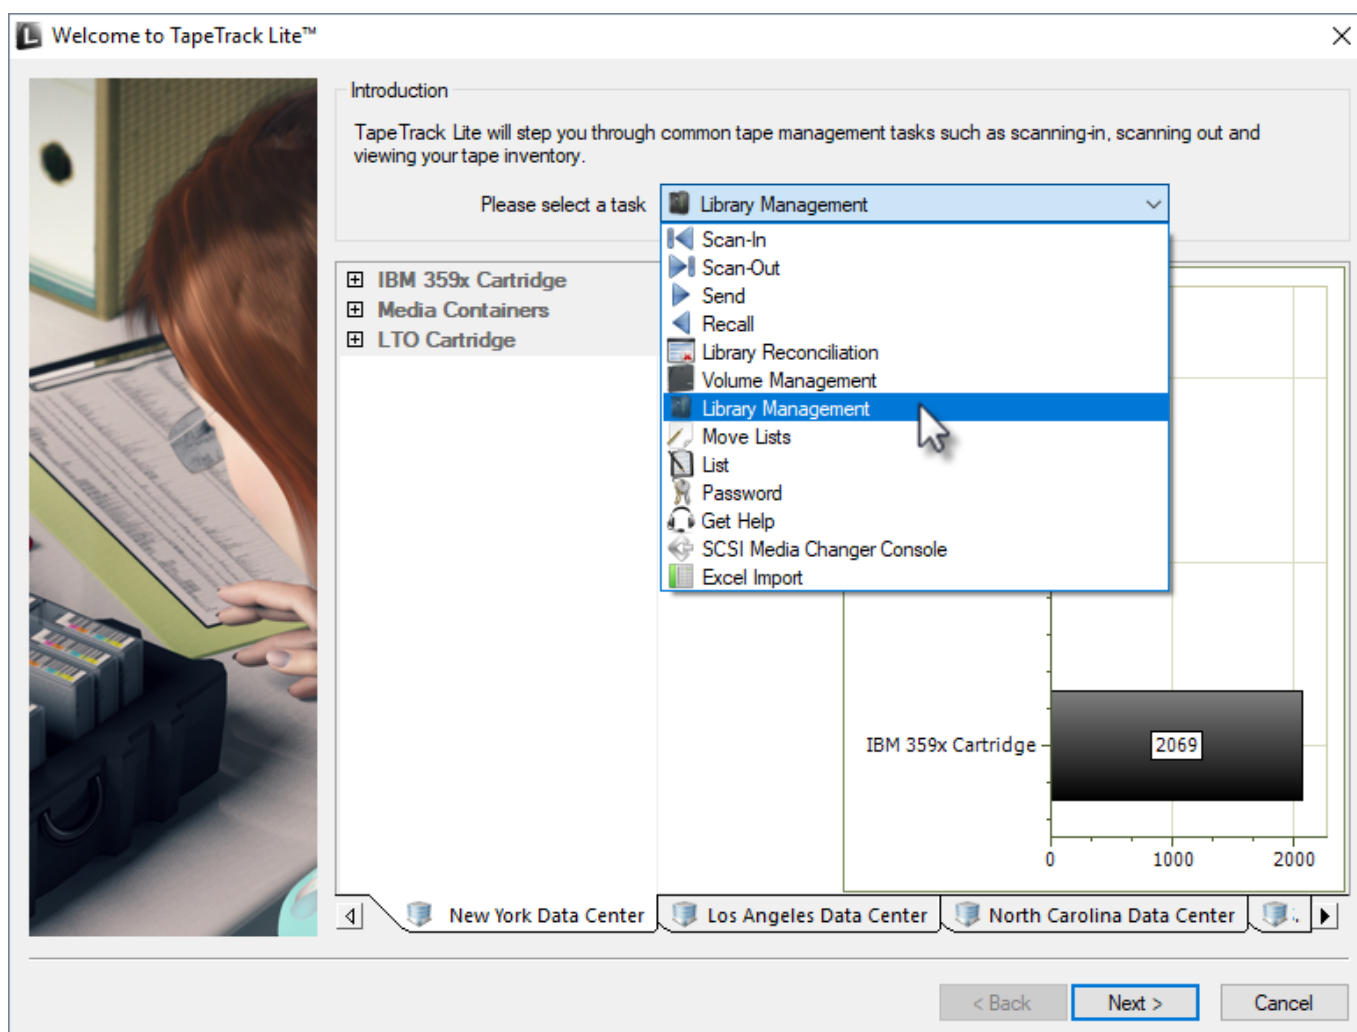 Welcome to TapeTrack Lite™
Introduction
TapeTrack Lite will step you through common tape management tasks such as scanning-in, scanning out and
viewing your tape inventory.
Please select a task
Library Management
Scan-In
Scan-Out
Send
Recall
Library Reconciliation
Volume Management
Library Management
Move Lists
List
Password
Get Help
SCSI Media Changer Console
Excel Import
IBM 359x Cartridge
Media Containers
LTO Cartridge
IBM 359x Cartridge
2069
0 1000 2000
New York Data Center Los Angeles Data Center North Carolina Data Center
< Back Next > Cancel